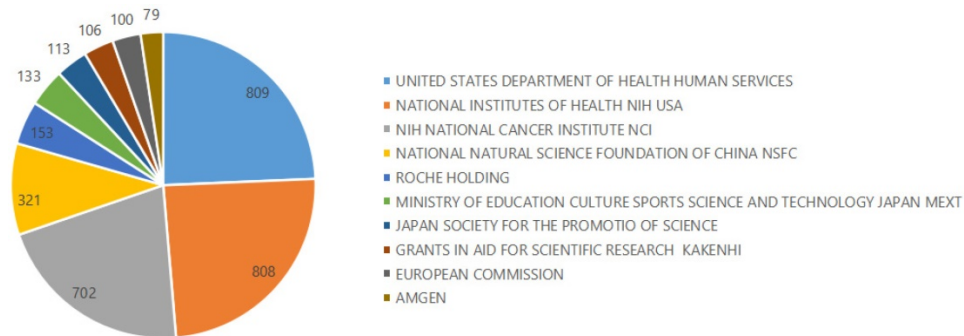 79
100
106
113
133
153
321
702
808
809
UNITED STATES DEPARTMENT OF HEALTH HUMAN SERVICES
NATIONAL INSTITUTES OF HEALTH NIH USA
NIH NATIONAL CANCER INSTITUTE NCI
NATIONAL NATURAL SCIENCE FOUNDATION OF CHINA NSFC
ROCHE HOLDING
MINISTRY OF EDUCATION CULTURE SPORTS SCIENCE AND TECHNOLOGY JAPAN MEXT
JAPAN SOCIETY FOR THE PROMOTIO OF SCIENCE
GRANTS IN AID FOR SCIENTIFIC RESEARCH KAKENHI
EUROPEAN COMMISSION
AMGEN